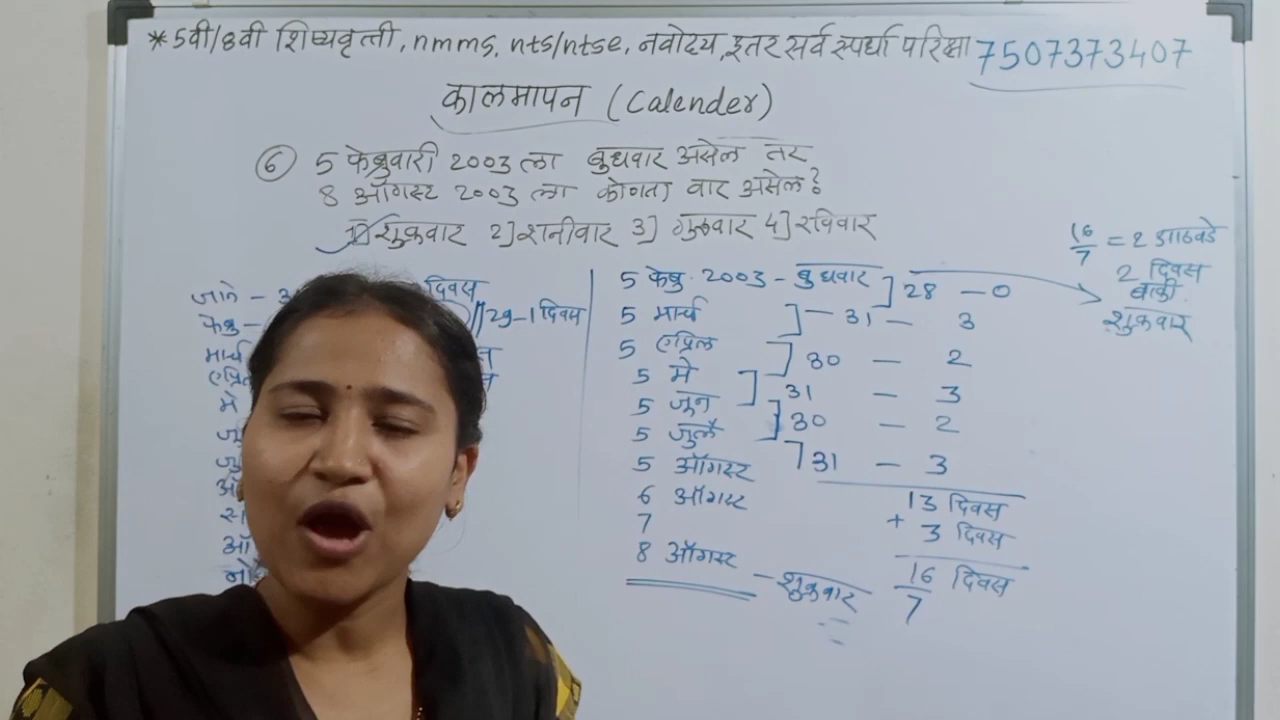 * 5वी/8वी शिष्यवृत्ती, nmms, nts/ntse, नवोदय, इतर सर्व स्पर्धा परिक्षा 7507373407
कालमापन (Calender)
⑥ 5 फेब्रुवारी 2003 ला बुधवार असेल तर
8 ऑगस्ट 2003 ला कोणता वार असेल?
1] शुक्रवार 2] शनीवार 3] गुरूवार 4] रविवार
जाने - 3 दिवस
फेब्रु - //29-1 दिवस
मार्च
एप्रि
मे
जू
जु
ऑ
स
ऑ
नो
5 फेब्रु. 2003 - बुधवार ] 28 - 0
5 मार्च ] - 31 - 3
5 एप्रिल ] 30 - 2
5 मे ] 31 - 3
5 जून ] 30 - 2
5 जुलै ] 31 - 3
5 ऑगस्ट
6 ऑगस्ट 13 दिवस
7 + 3 दिवस
8 ऑगस्ट - शुक्रवार 16/7 दिवस
16/7 = 2 आठवडे
2 दिवस
बाकी
शुक्रवार